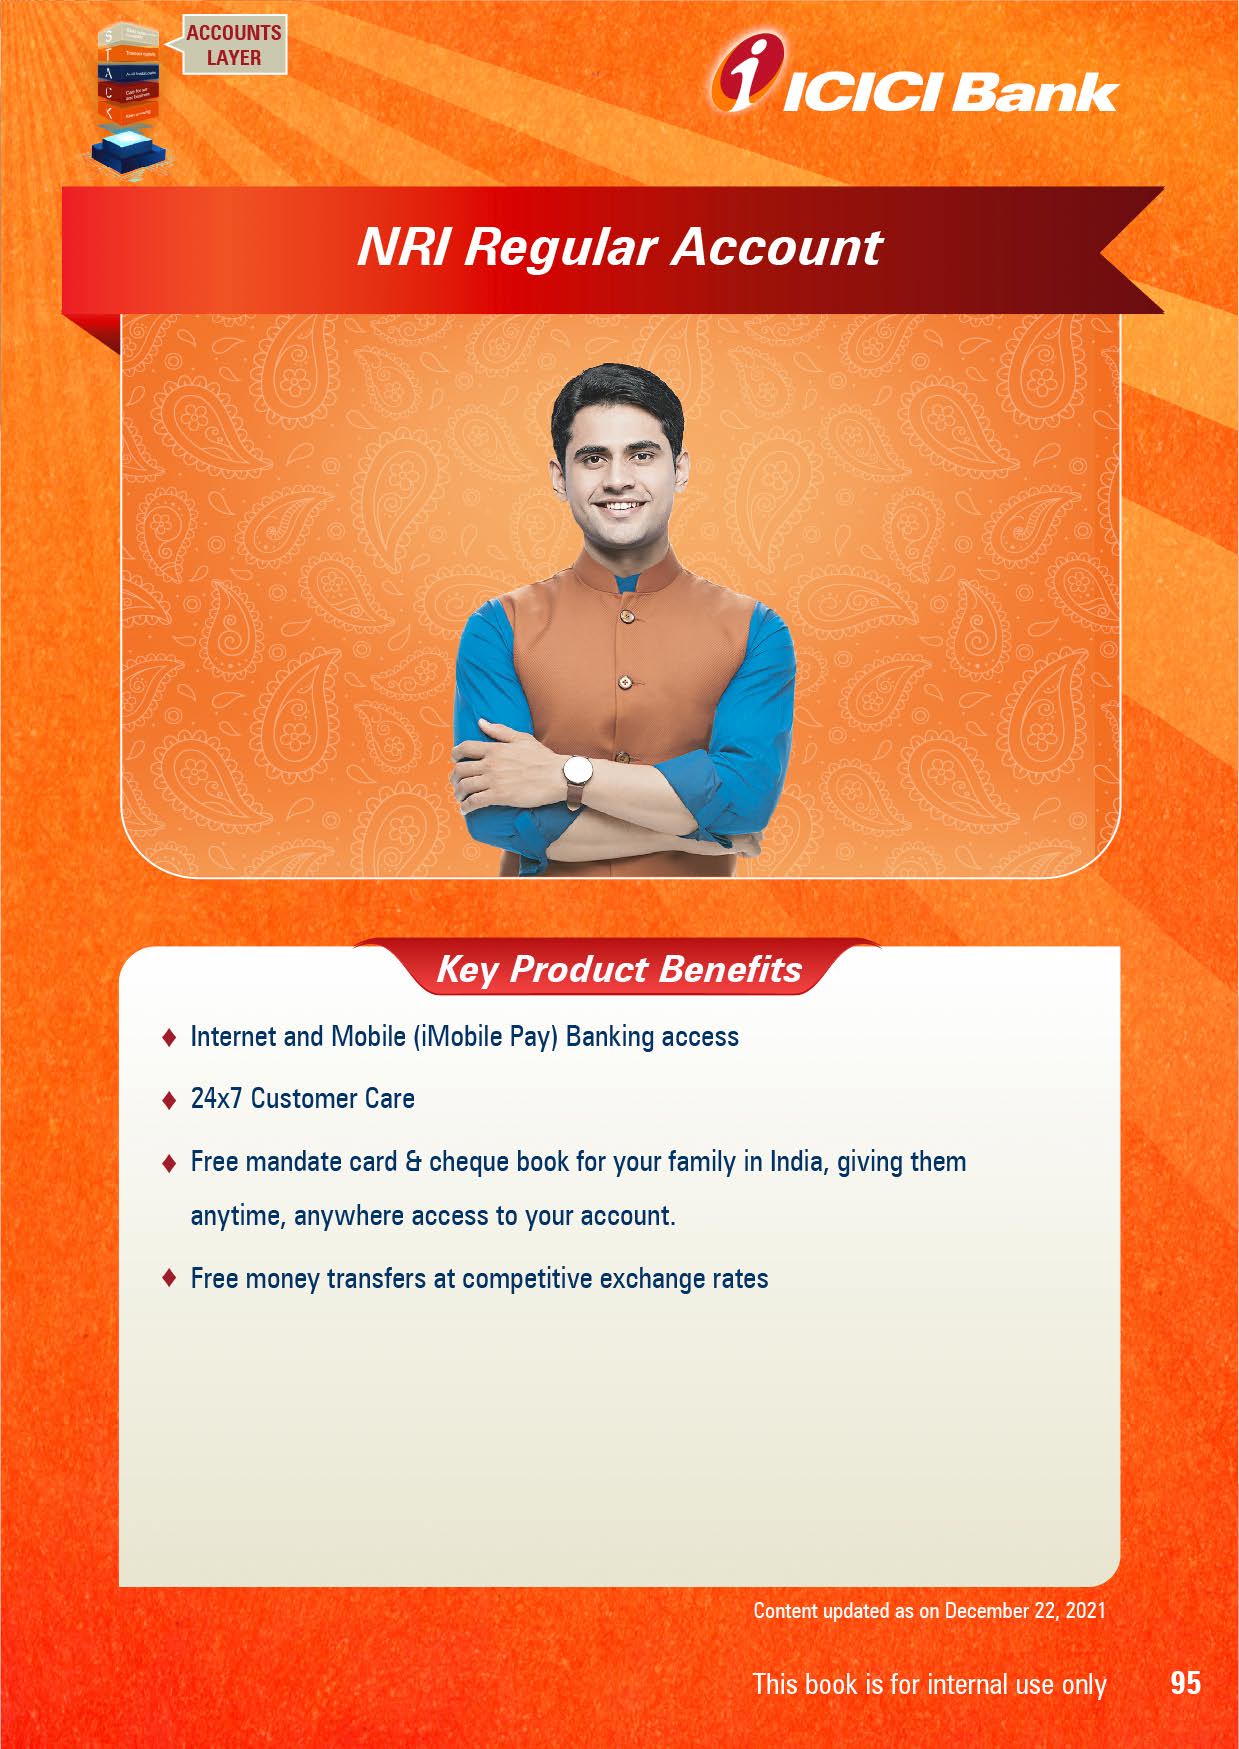 ACCOUNTS
LAYER
S
T
A
C
K
i ICICI Bank
NRI Regular Account
Key Product Benefits
♦ Internet and Mobile (iMobile Pay) Banking access
♦ 24x7 Customer Care
♦ Free mandate card & cheque book for your family in India, giving them
anytime, anywhere access to your account.
♦ Free money transfers at competitive exchange rates
Content updated as on December 22, 2021
This book is for internal use only 95